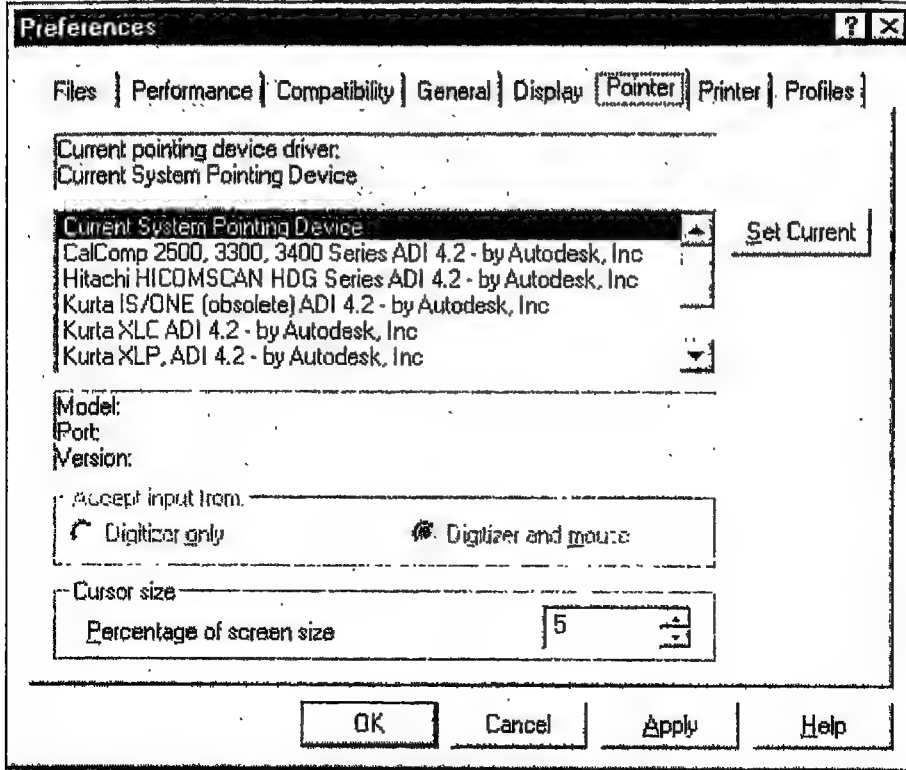 Preferences ? ×
Files Performance Compatibility General Display Pointer Printer Profiles
Current pointing device driver:
Current System Pointing Device
Current System Pointing Device
CalComp 2500, 3300, 3400 Series ADI 4.2 - by Autodesk, Inc
Hitachi HICOMSCAN HDG Series ADI 4.2 - by Autodesk, Inc
Kurta IS/ONE (obsolete) ADI 4.2 - by Autodesk, Inc
Kurta XLC ADI 4.2 - by Autodesk, Inc
Kurta XLP, ADI 4.2 - by Autodesk, Inc
Set Current
Model:
Port:
Version:
Accept input from
Digitizer only Digitizer and mouse
Cursor size
Percentage of screen size 5
OK Cancel Apply Help